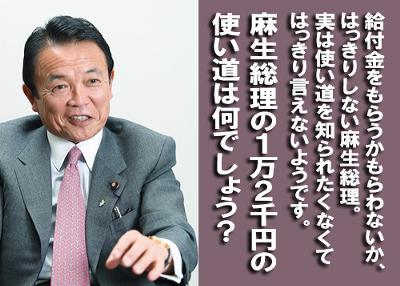 給付金をもらうかもらわないか、
はっきりしない麻生総理。
実は使い道を知られたくなくて
はっきり言えないようです。
麻生総理の1万2千円の
使い道は何でしょう?